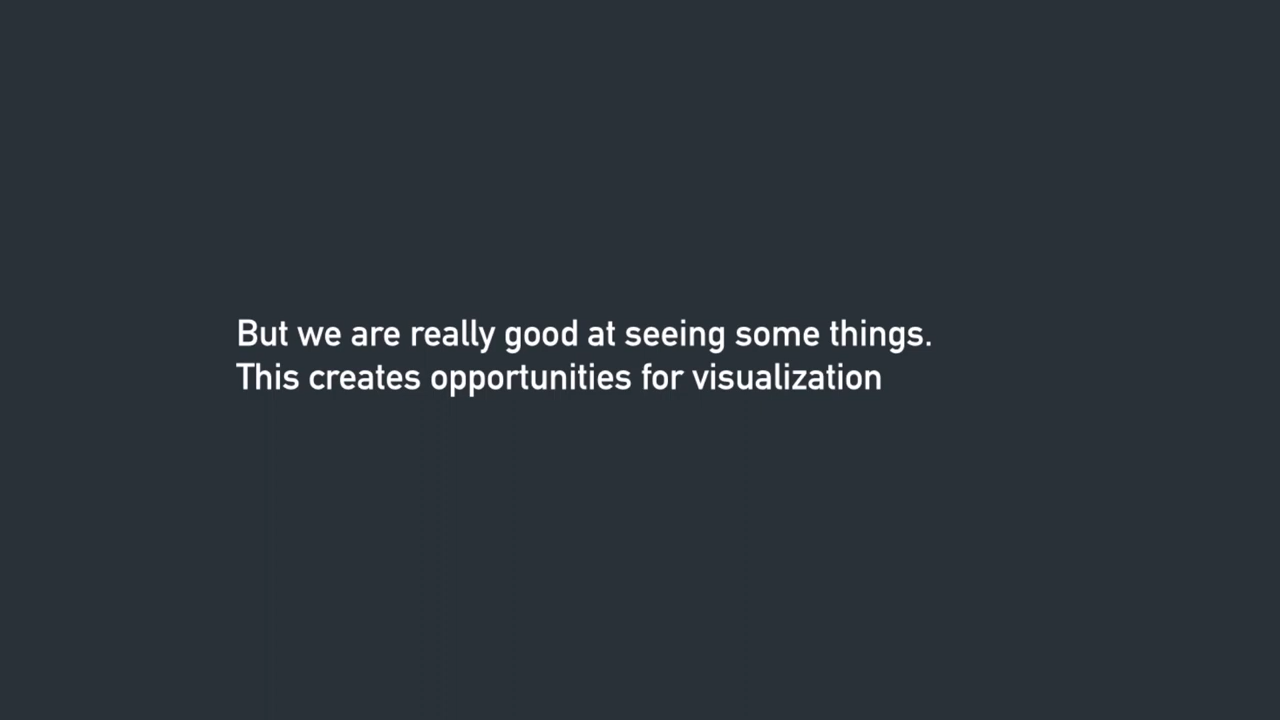 But we are really good at seeing some things.
This creates opportunities for visualization